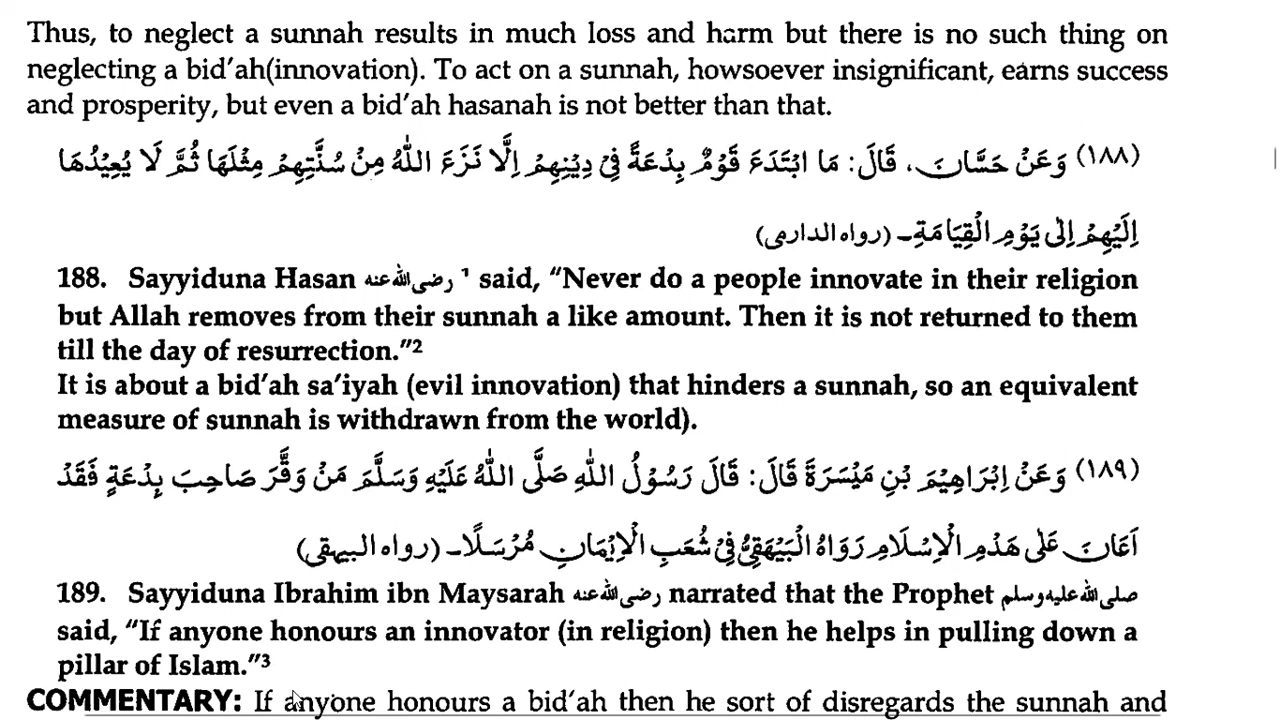 Thus, to neglect a sunnah results in much loss and harm but there is no such thing on
neglecting a bid'ah(innovation). To act on a sunnah, howsoever insignificant, earns success
and prosperity, but even a bid'ah hasanah is not better than that.
(١٨٨) وَعَنْ حَسَّانَ، قَالَ: مَا ابْتَدَعَ قَوْمٌ بِدْعَةً فِیْ دِیْنِهِمْ اِلَّا نَزَعَ اللّٰهُ مِنْ سُنَّتِهِمْ مِثْلَهَا ثُمَّ لَا یُعِیْدُهَا
اِلَیْهِمْ اِلٰی یَوْمِ الْقِیَامَةِ۔ (رواه الدارمی)
188. Sayyiduna Hasan رضی الله عنه ¹ said, "Never do a people innovate in their religion
but Allah removes from their sunnah a like amount. Then it is not returned to them
till the day of resurrection."²
It is about a bid'ah sa'iyah (evil innovation) that hinders a sunnah, so an equivalent
measure of sunnah is withdrawn from the world).
(١٨٩) وَعَنْ اِبْرَاهِیْمَ بْنِ مَیْسَرَةَ قَالَ: قَالَ رَسُوْلُ اللّٰهِ صَلَّی اللّٰهُ عَلَیْهِ وَسَلَّمَ مَنْ وَقَّرَ صَاحِبَ بِدْعَةٍ فَقَدْ
اَعَانَ عَلٰی هَدْمِ الْاِسْلَامِ رَوَاهُ الْبَیْهَقِیُّ فِیْ شُعَبِ الْاِیْمَانِ مُرْسَلًا۔ (رواه البیهقی)
189. Sayyiduna Ibrahim ibn Maysarah رضی الله عنه narrated that the Prophet صلی الله علیه وسلم
said, "If anyone honours an innovator (in religion) then he helps in pulling down a
pillar of Islam."³
COMMENTARY: If anyone honours a bid'ah then he sort of disregards the sunnah and